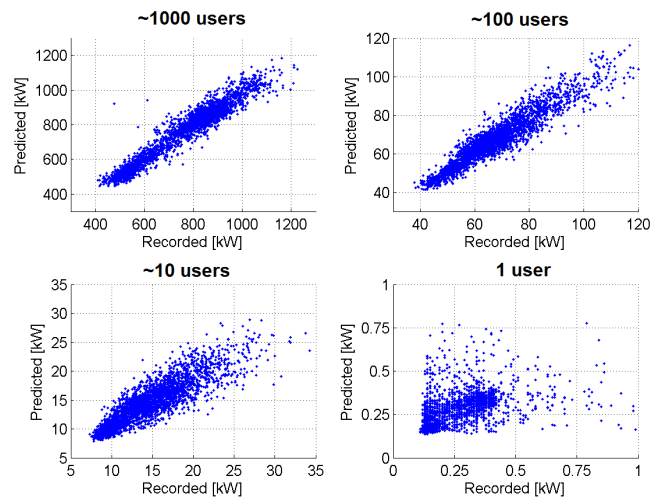 ~1000 users
1200
1000
800
600
400
Predicted [kW]
400 600 800 1000 1200
Recorded [kW]
~100 users
120
100
80
60
40
Predicted [kW]
40 60 80 100 120
Recorded [kW]
~10 users
35
30
25
20
15
10
5
Predicted [kW]
5 10 15 20 25 30 35
Recorded [kW]
1 user
1
0.75
0.5
0.25
0
Predicted [kW]
0 0.25 0.5 0.75 1
Recorded [kW]